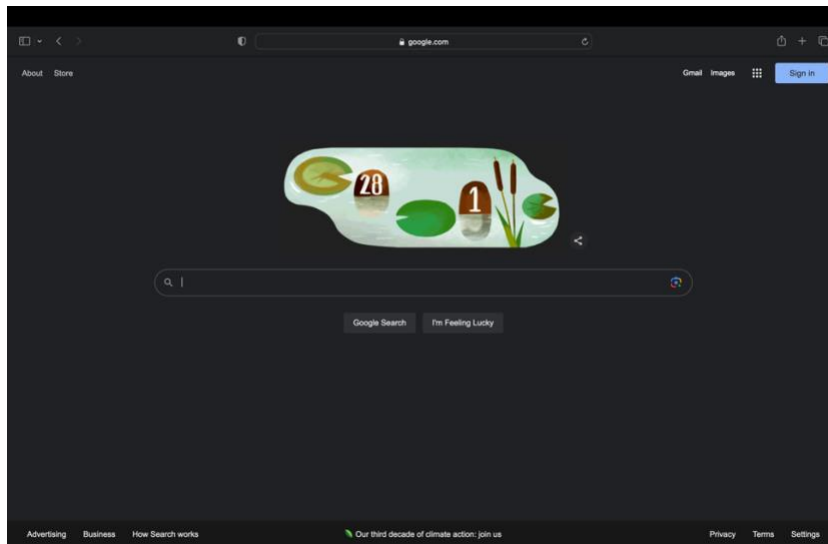 google.com
About Store
Gmail Images
Sign in
28
1
Google Search I'm Feeling Lucky
Advertising Business How Search works
Our third decade of climate action: join us
Privacy Terms Settings